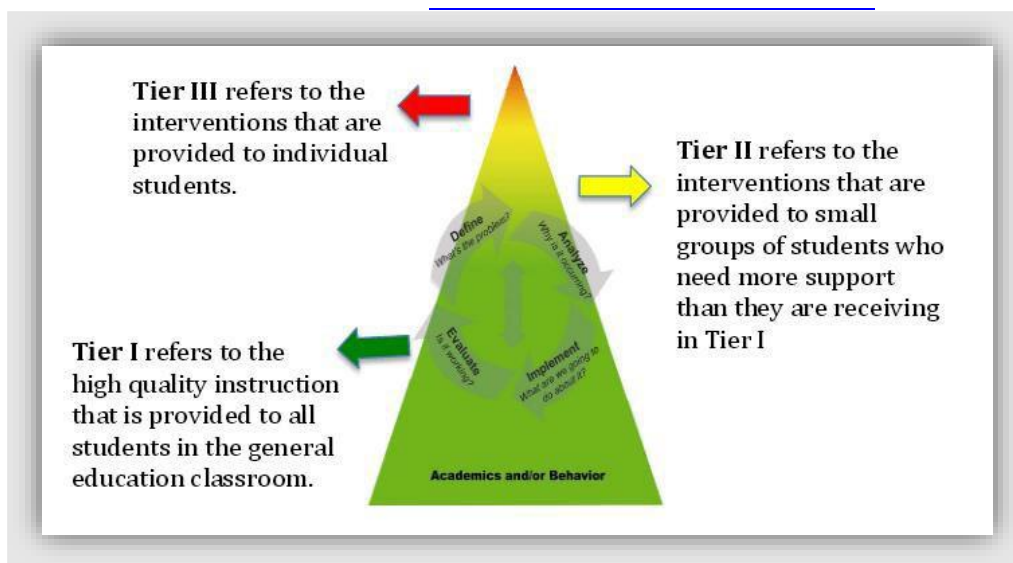 Tier III refers to the
interventions that are
provided to individual
students.
Tier II refers to the
interventions that are
provided to small
groups of students who
need more support
than they are receiving
in Tier I
Define
What's the problem?
Analyze
Why is it occurring?
Implement
What are we going to
do about it?
Evaluate
Is it working?
Tier I refers to the
high quality instruction
that is provided to all
students in the general
education classroom.
Academics and/or Behavior